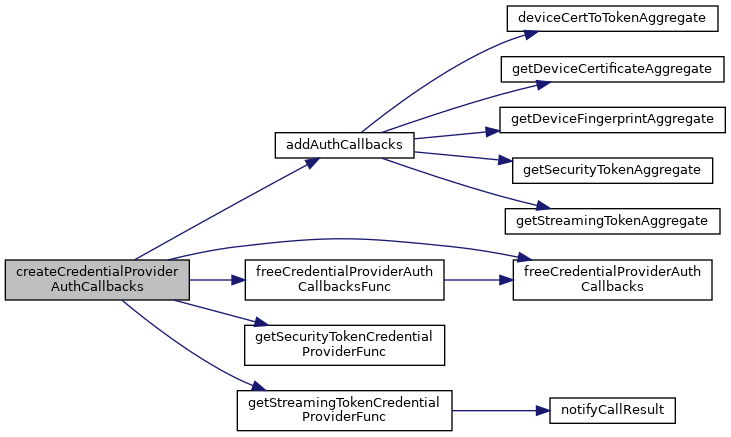 deviceCertToTokenAggregate
getDeviceCertificateAggregate
getDeviceFingerprintAggregate
addAuthCallbacks
getSecurityTokenAggregate
getStreamingTokenAggregate
createCredentialProvider
AuthCallbacks
freeCredentialProviderAuth
CallbacksFunc
freeCredentialProviderAuth
Callbacks
getSecurityTokenCredential
ProviderFunc
getStreamingTokenCredential
ProviderFunc
notifyCallResult